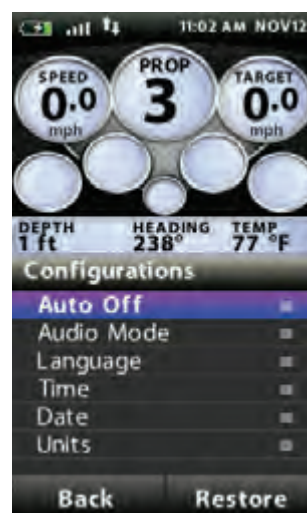 11:02 AM NOV12
SPEED PROP TARGET
0.0 3 0.0
mph mph
DEPTH HEADING TEMP
1 ft 238° 77 °F
Configurations
Auto Off
Audio Mode
Language
Time
Date
Units
Back Restore